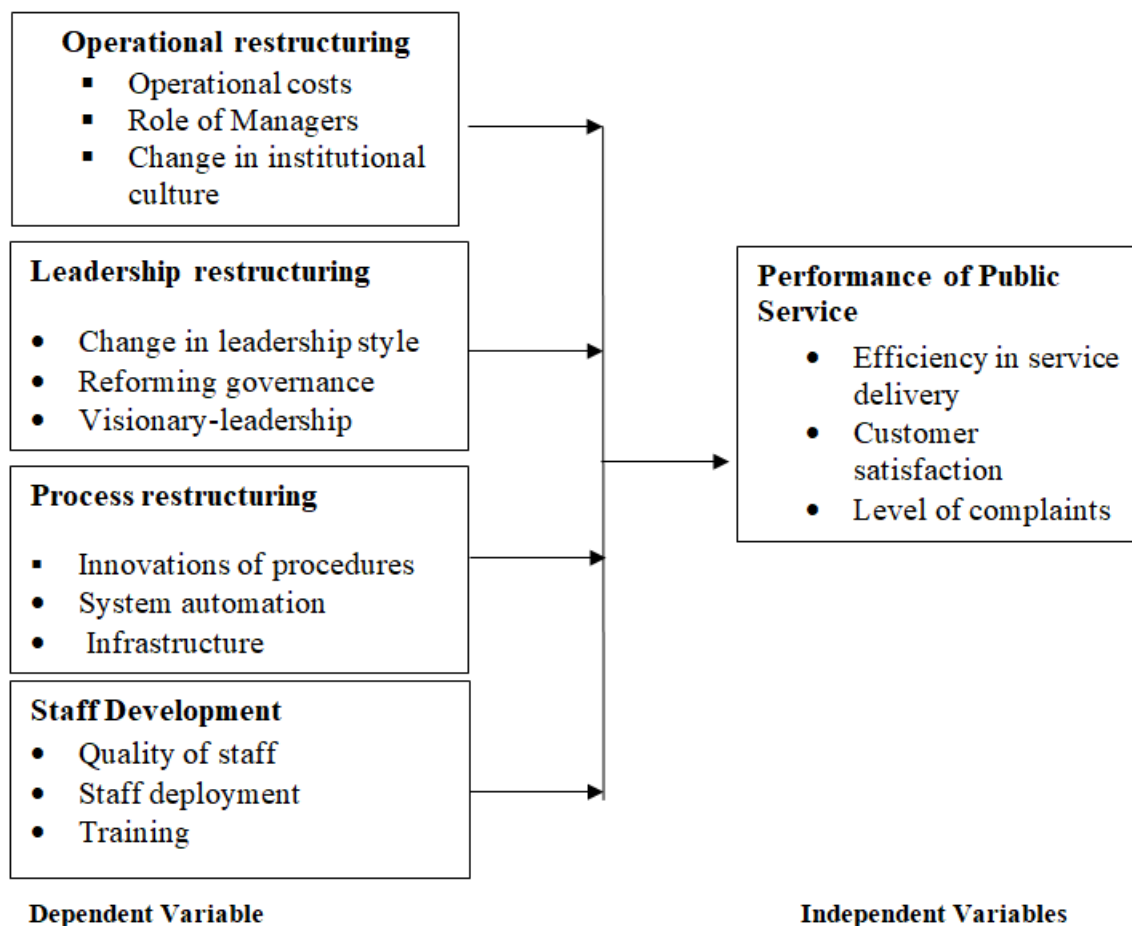 Operational restructuring
▪ Operational costs
▪ Role of Managers
▪ Change in institutional
culture
Leadership restructuring
• Change in leadership style
• Reforming governance
• Visionary-leadership
Process restructuring
▪ Innovations of procedures
• System automation
• Infrastructure
Staff Development
• Quality of staff
• Staff deployment
• Training
Performance of Public
Service
• Efficiency in service
delivery
• Customer
satisfaction
• Level of complaints
Dependent Variable
Independent Variables